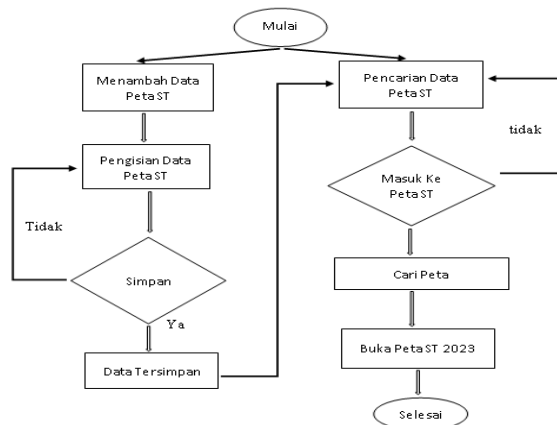 Mulai
Menambah Data
Peta ST
Pengisian Data
Peta ST
Tidak
Simpan
Ya
Data Tersimpan
Pencarian Data
Peta ST
tidak
Masuk Ke
Peta ST
Cari Peta
Buka Peta ST 2023
Selesai